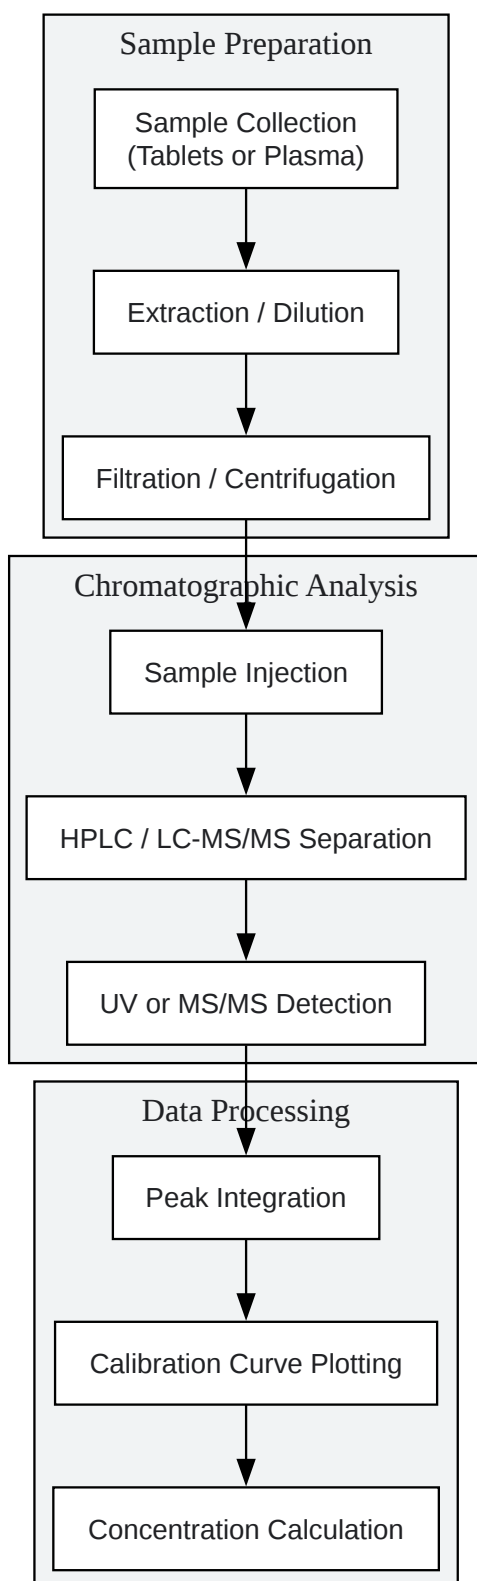 Sample Preparation
Sample Collection
(Tablets or Plasma)
Extraction / Dilution
Filtration / Centrifugation
Chromatographic Analysis
Sample Injection
HPLC / LC-MS/MS Separation
UV or MS/MS Detection
Data Processing
Peak Integration
Calibration Curve Plotting
Concentration Calculation